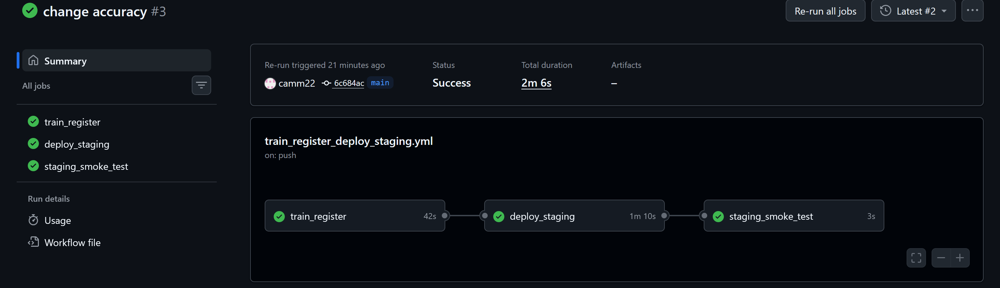 change accuracy #3
Re-run all jobs
Latest #2
Summary
All jobs
train_register
deploy_staging
staging_smoke_test
Run details
Usage
Workflow file
Re-run triggered 21 minutes ago
camm22 6c684ac main
Status
Success
Total duration
2m 6s
Artifacts
–
train_register_deploy_staging.yml
on: push
train_register 42s
deploy_staging 1m 10s
staging_smoke_test 3s